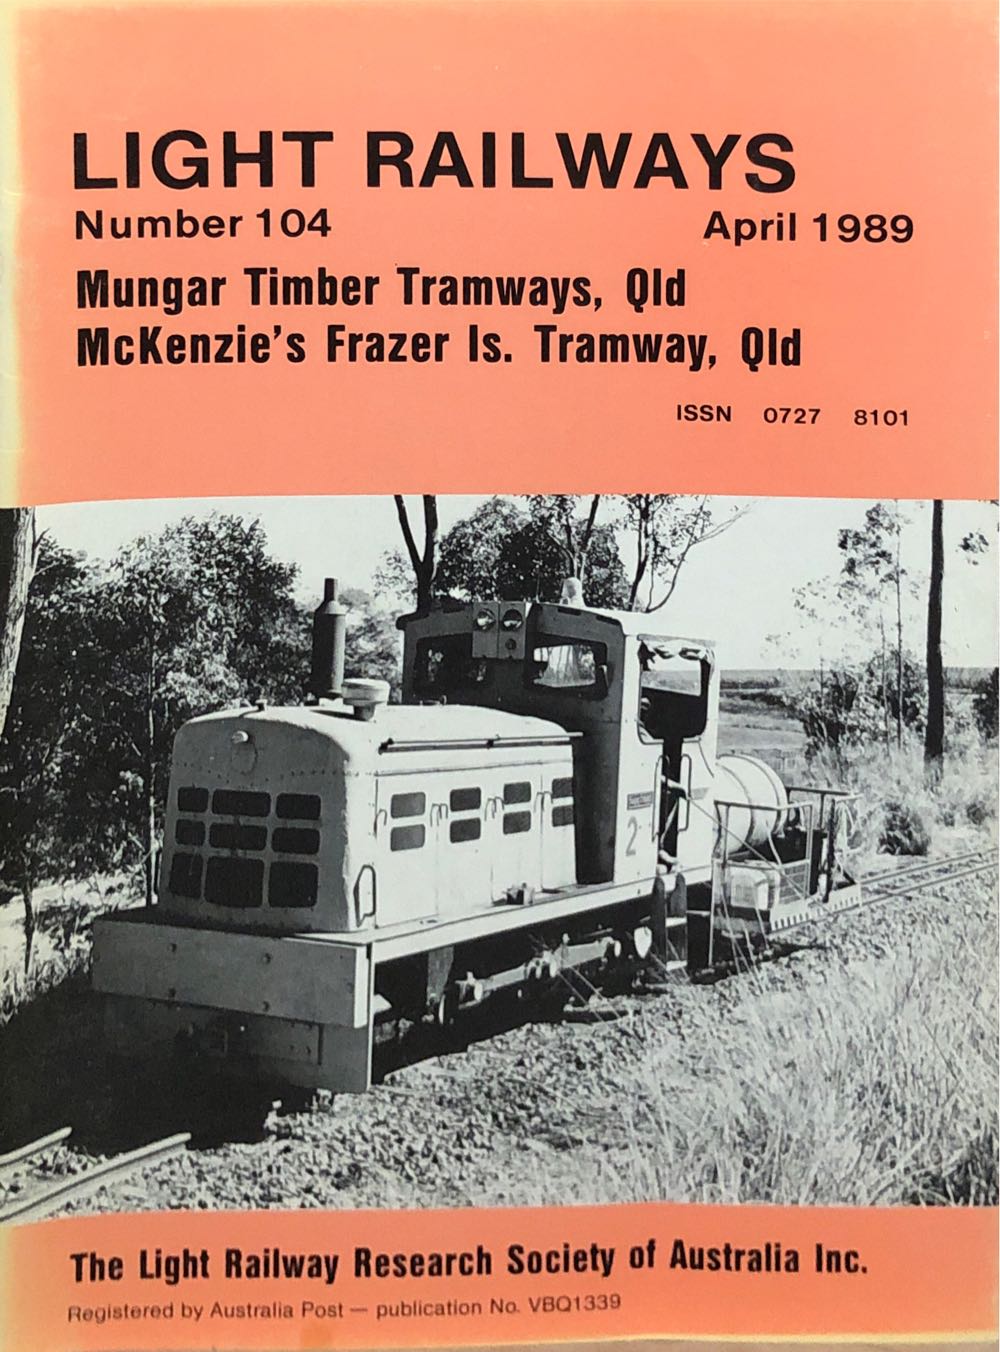 LIGHT RAILWAYS
Number 104 April 1989
Mungar Timber Tramways, Qld
McKenzie's Frazer Is. Tramway, Qld
ISSN 0727 8101
2
The Light Railway Research Society of Australia Inc.
Registered by Australia Post — publication No. VBQ1339